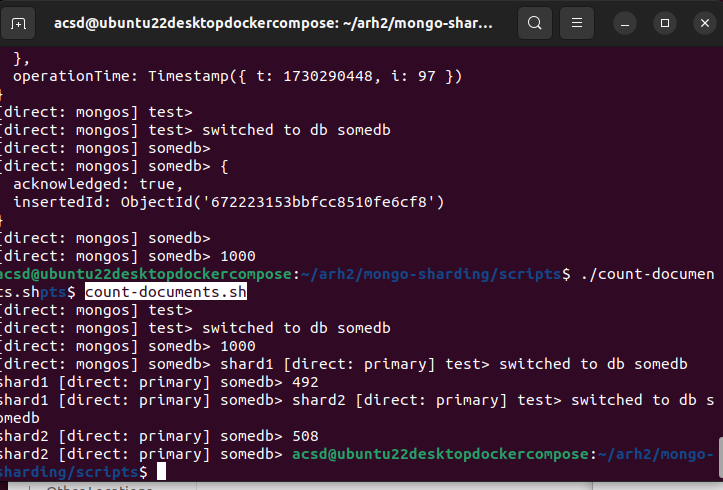 acsd@ubuntu22desktopdockercompose: ~/arh2/mongo-shar...
  },
  operationTime: Timestamp({ t: 1730290448, i: 97 })
}
[direct: mongos] test>
[direct: mongos] test> switched to db somedb
[direct: mongos] somedb>
[direct: mongos] somedb> {
  acknowledged: true,
  insertedId: ObjectId('672223153bbfcc8510fe6cf8')
}
[direct: mongos] somedb>
[direct: mongos] somedb> 1000
acsd@ubuntu22desktopdockercompose:~/arh2/mongo-sharding/scripts$ ./count-documen
ts.shpts$ count-documents.sh
[direct: mongos] test>
[direct: mongos] test> switched to db somedb
[direct: mongos] somedb> 1000
[direct: mongos] somedb> shard1 [direct: primary] test> switched to db somedb
shard1 [direct: primary] somedb> 492
shard1 [direct: primary] somedb> shard2 [direct: primary] test> switched to db s
omedb
shard2 [direct: primary] somedb> 508
shard2 [direct: primary] somedb> acsd@ubuntu22desktopdockercompose:~/arh2/mongo-
sharding/scripts$
Other Locations